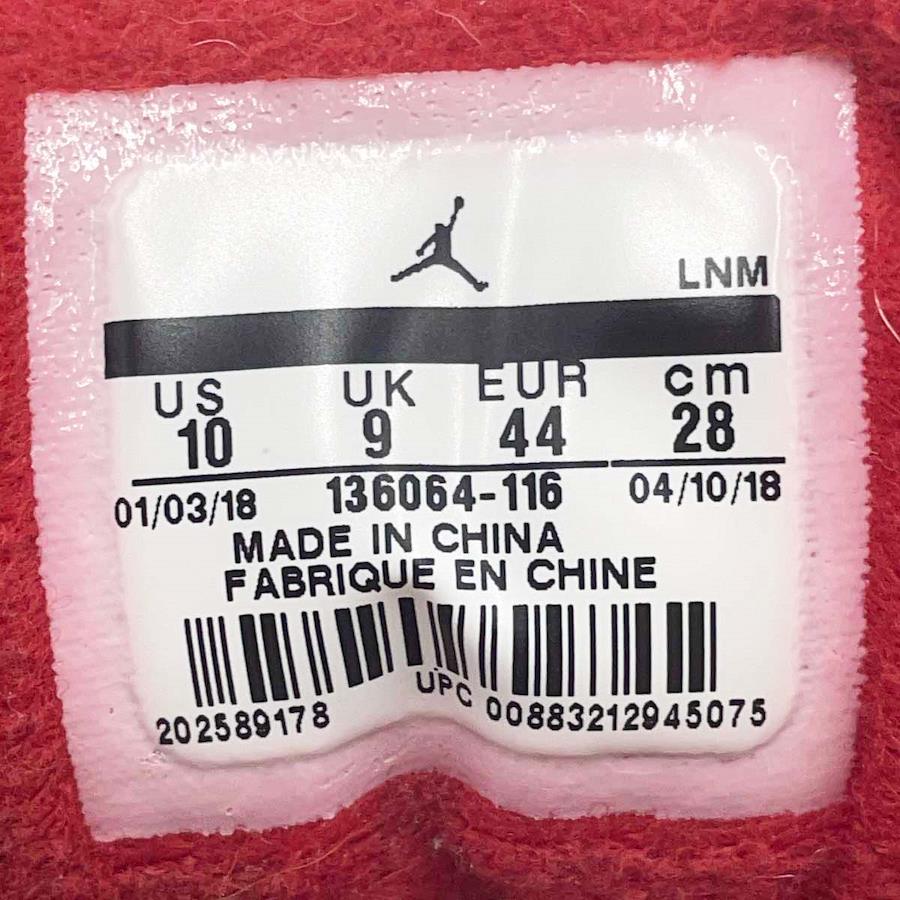 LNM
US UK EUR cm
10 9 44 28
01/03/18 136064-116 04/10/18
MADE IN CHINA
FABRIQUE EN CHINE
202589178 UPC 00883212945075